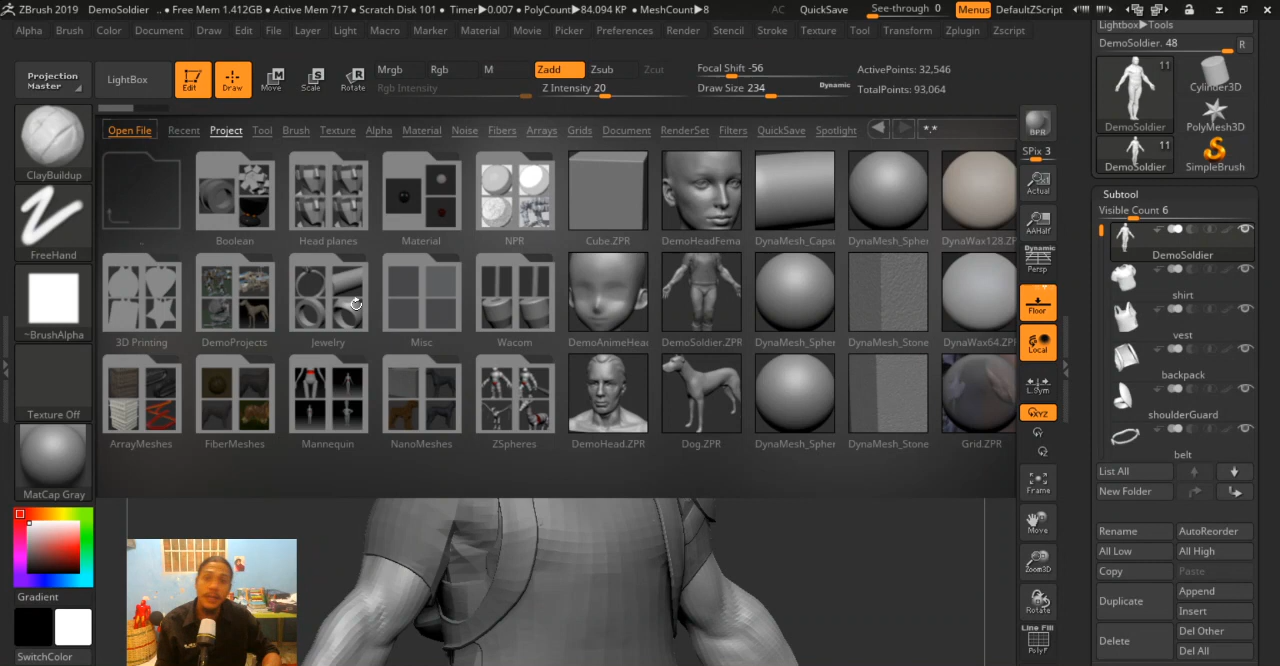 ZBrush 2019 DemoSoldier .. ● Free Mem 1.412GB ● Active Mem 717 ● Scratch Disk 101 ● Timer▶0.007 ● PolyCount▶84.094 KP ● MeshCount▶8 AC QuickSave See-through 0 Menus DefaultZScript
Alpha Brush Color Document Draw Edit File Layer Light Macro Marker Material Movie Picker Preferences Render Stencil Stroke Texture Tool Transform Zplugin Zscript
Projection Master
LightBox
Edit
Draw
Move
Scale
Rotate
Mrgb Rgb M Zadd Zsub Zcut
Rgb Intensity Z Intensity 20
Focal Shift -56
Draw Size 234 Dynamic
ActivePoints: 32,546
TotalPoints: 93,064
Open File Recent Project Tool Brush Texture Alpha Material Noise Fibers Arrays Grids Document RenderSet Filters QuickSave Spotlight *.*
.. Boolean Head planes Material NPR Cube.ZPR DemoHeadFema DynaMesh_Caps DynaMesh_Sphe DynaWax128.ZP
3D Printing DemoProjects Jewelry Misc Wacom DemoAnimeHea DemoSoldier.ZPR DynaMesh_Spher DynaMesh_Stone DynaWax64.ZPR
ArrayMeshes FiberMeshes Mannequin NanoMeshes ZSpheres DemoHead.ZPR Dog.ZPR DynaMesh_Spher DynaMesh_Stone Grid.ZPR
ClayBuildup
FreeHand
~BrushAlpha
Texture Off
MatCap Gray
Gradient
SwitchColor
BPR
SPix 3
Actual
AAHalf
Dynamic
Persp
Floor
Local
L.Sym
XYZ
Frame
Move
Zoom3D
Rotate
Line Fill
PolyF
Lightbox▶Tools
DemoSoldier. 48 R
11
DemoSoldier
Cylinder3D
PolyMesh3D
11
DemoSoldier
SimpleBrush
Subtool
Visible Count 6
DemoSoldier
shirt
vest
backpack
shoulderGuard
belt
List All
New Folder
Rename AutoReorder
All Low All High
Copy Paste
Duplicate Append
Insert
Delete Del Other
Del All